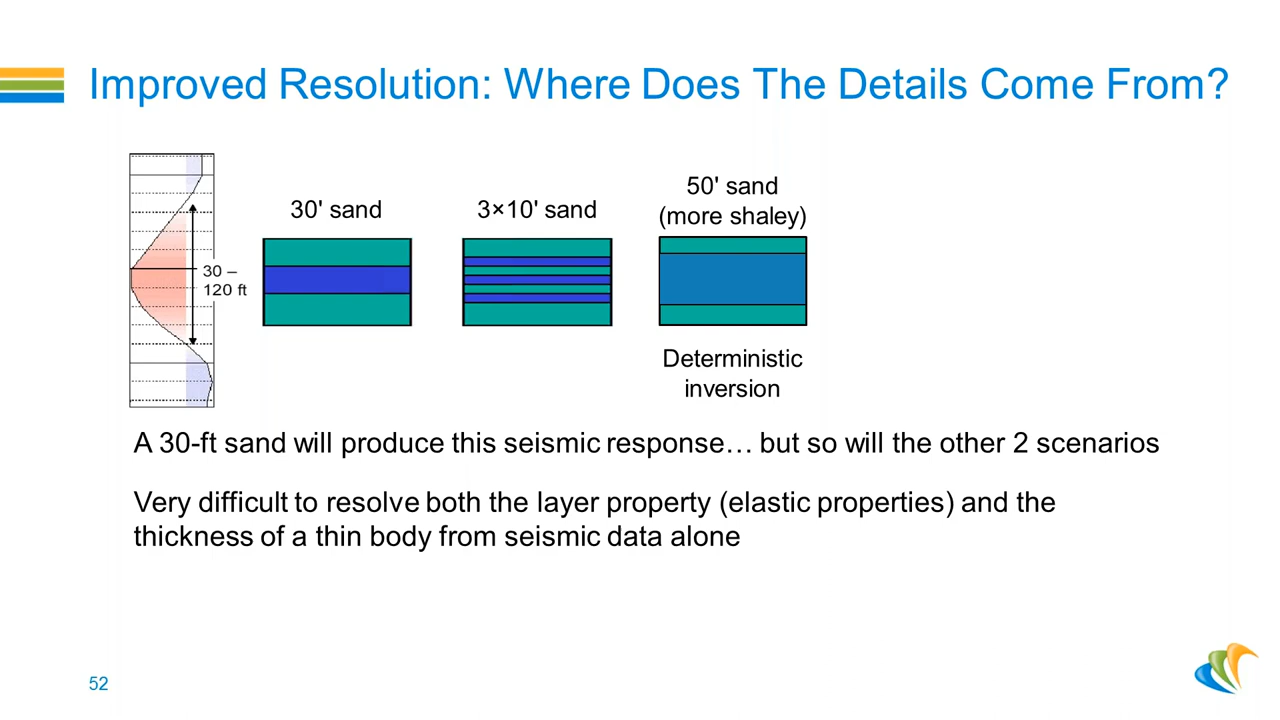 Improved Resolution: Where Does The Details Come From?
30 –
120 ft
30' sand
3×10' sand
50' sand
(more shaley)
Deterministic
inversion
A 30-ft sand will produce this seismic response… but so will the other 2 scenarios
Very difficult to resolve both the layer property (elastic properties) and the
thickness of a thin body from seismic data alone
52